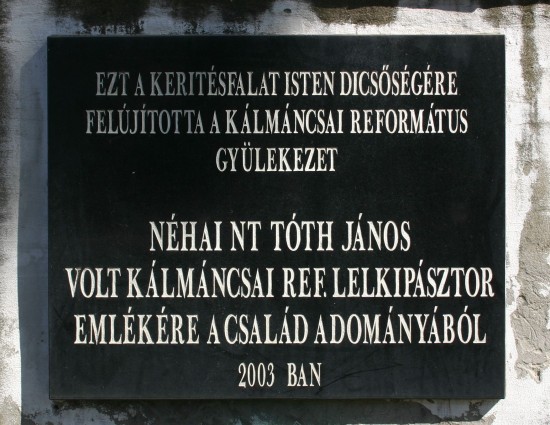 EZT A KERITÉSFALAT ISTEN DICSŐSÉGÉRE
FELÚJÍTOTTA A KÁLMÁNCSAI REFORMÁTUS
GYÜLEKEZET
NÉHAI NT TÓTH JÁNOS
VOLT KÁLMÁNCSAI REF. LELKIPÁSZTOR
EMLÉKÉRE A CSALÁD ADOMÁNYÁBÓL
2003 BAN